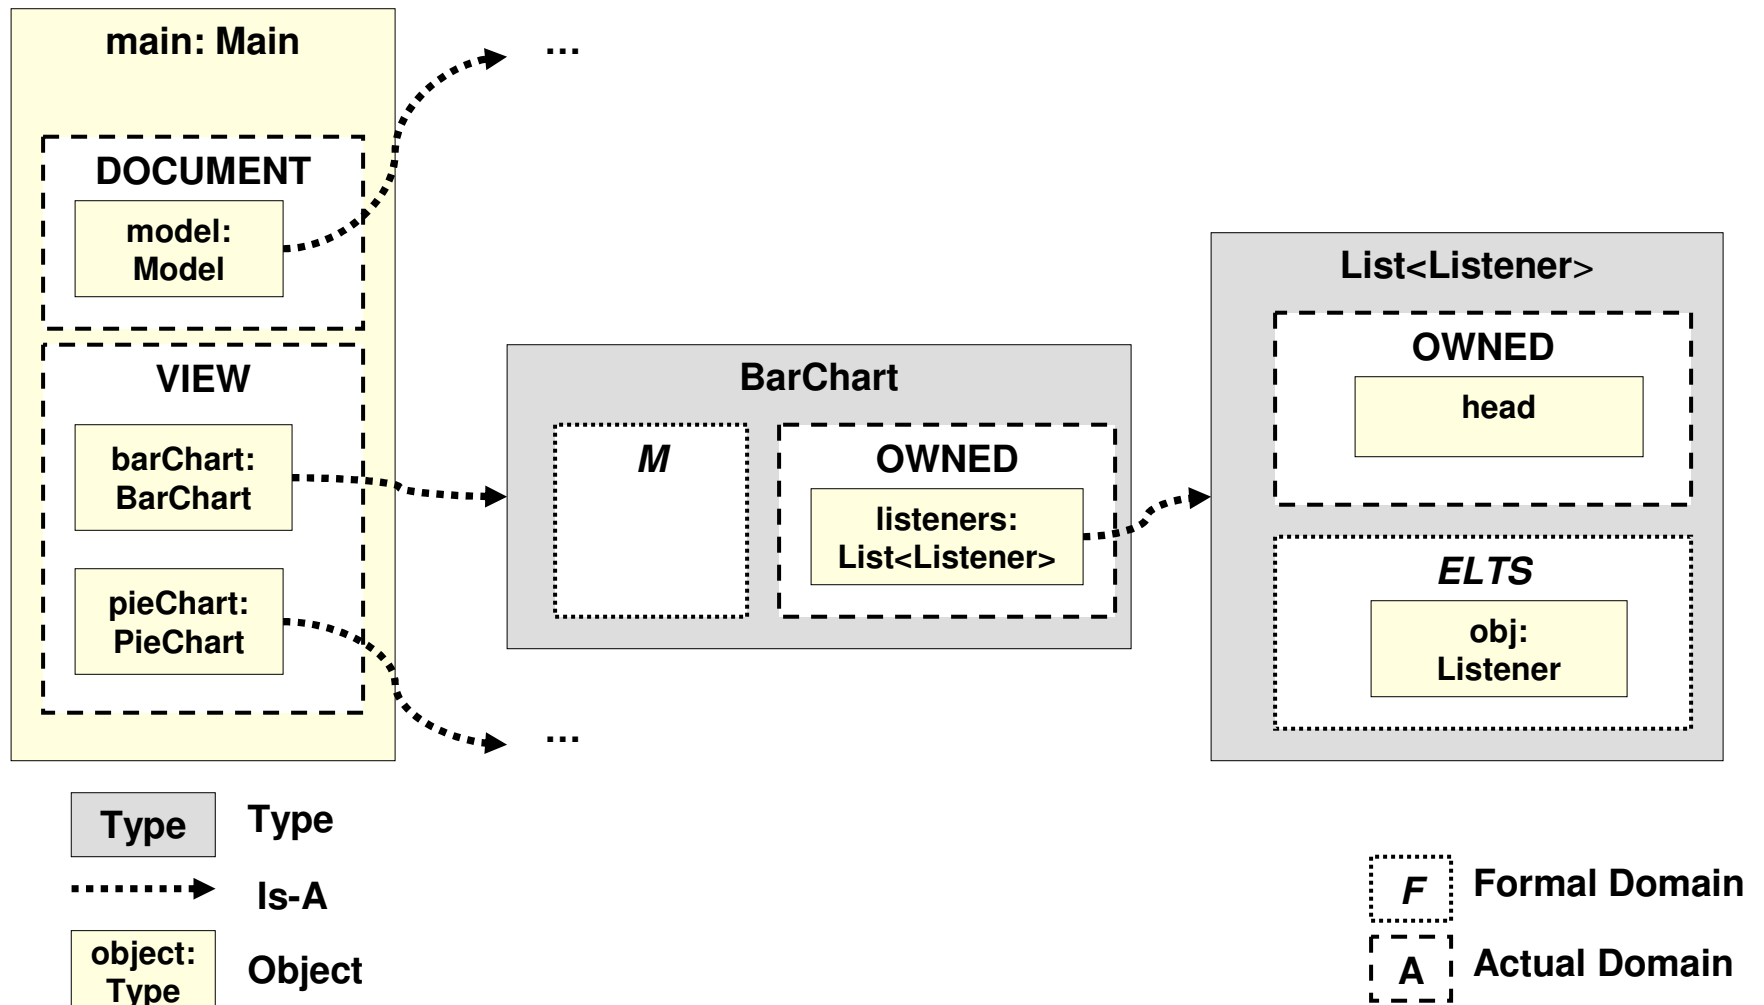 main: Main
...
DOCUMENT
model:
Model
VIEW
barChart:
BarChart
pieChart:
PieChart
...
BarChart
M
OWNED
listeners:
List<Listener>
List<Listener>
OWNED
head
ELTS
obj:
Listener
Type
Type
Is-A
object:
Type
Object
F
Formal Domain
A
Actual Domain